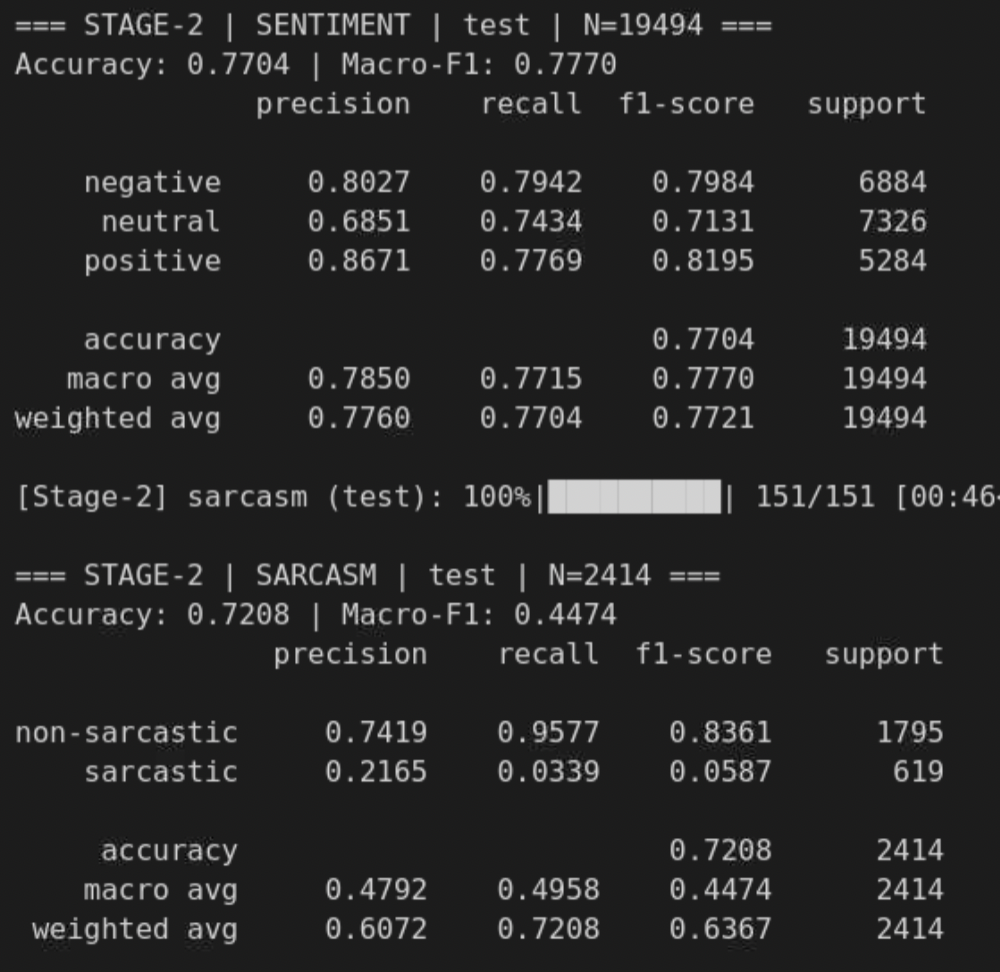 === STAGE-2 | SENTIMENT | test | N=19494 ===
Accuracy: 0.7704 | Macro-F1: 0.7770
precision recall f1-score support
negative 0.8027 0.7942 0.7984 6884
neutral 0.6851 0.7434 0.7131 7326
positive 0.8671 0.7769 0.8195 5284
accuracy 0.7704 19494
macro avg 0.7850 0.7715 0.7770 19494
weighted avg 0.7760 0.7704 0.7721 19494
[Stage-2] sarcasm (test): 100%|██████████| 151/151 [00:46<
=== STAGE-2 | SARCASM | test | N=2414 ===
Accuracy: 0.7208 | Macro-F1: 0.4474
precision recall f1-score support
non-sarcastic 0.7419 0.9577 0.8361 1795
sarcastic 0.2165 0.0339 0.0587 619
accuracy 0.7208 2414
macro avg 0.4792 0.4958 0.4474 2414
weighted avg 0.6072 0.7208 0.6367 2414